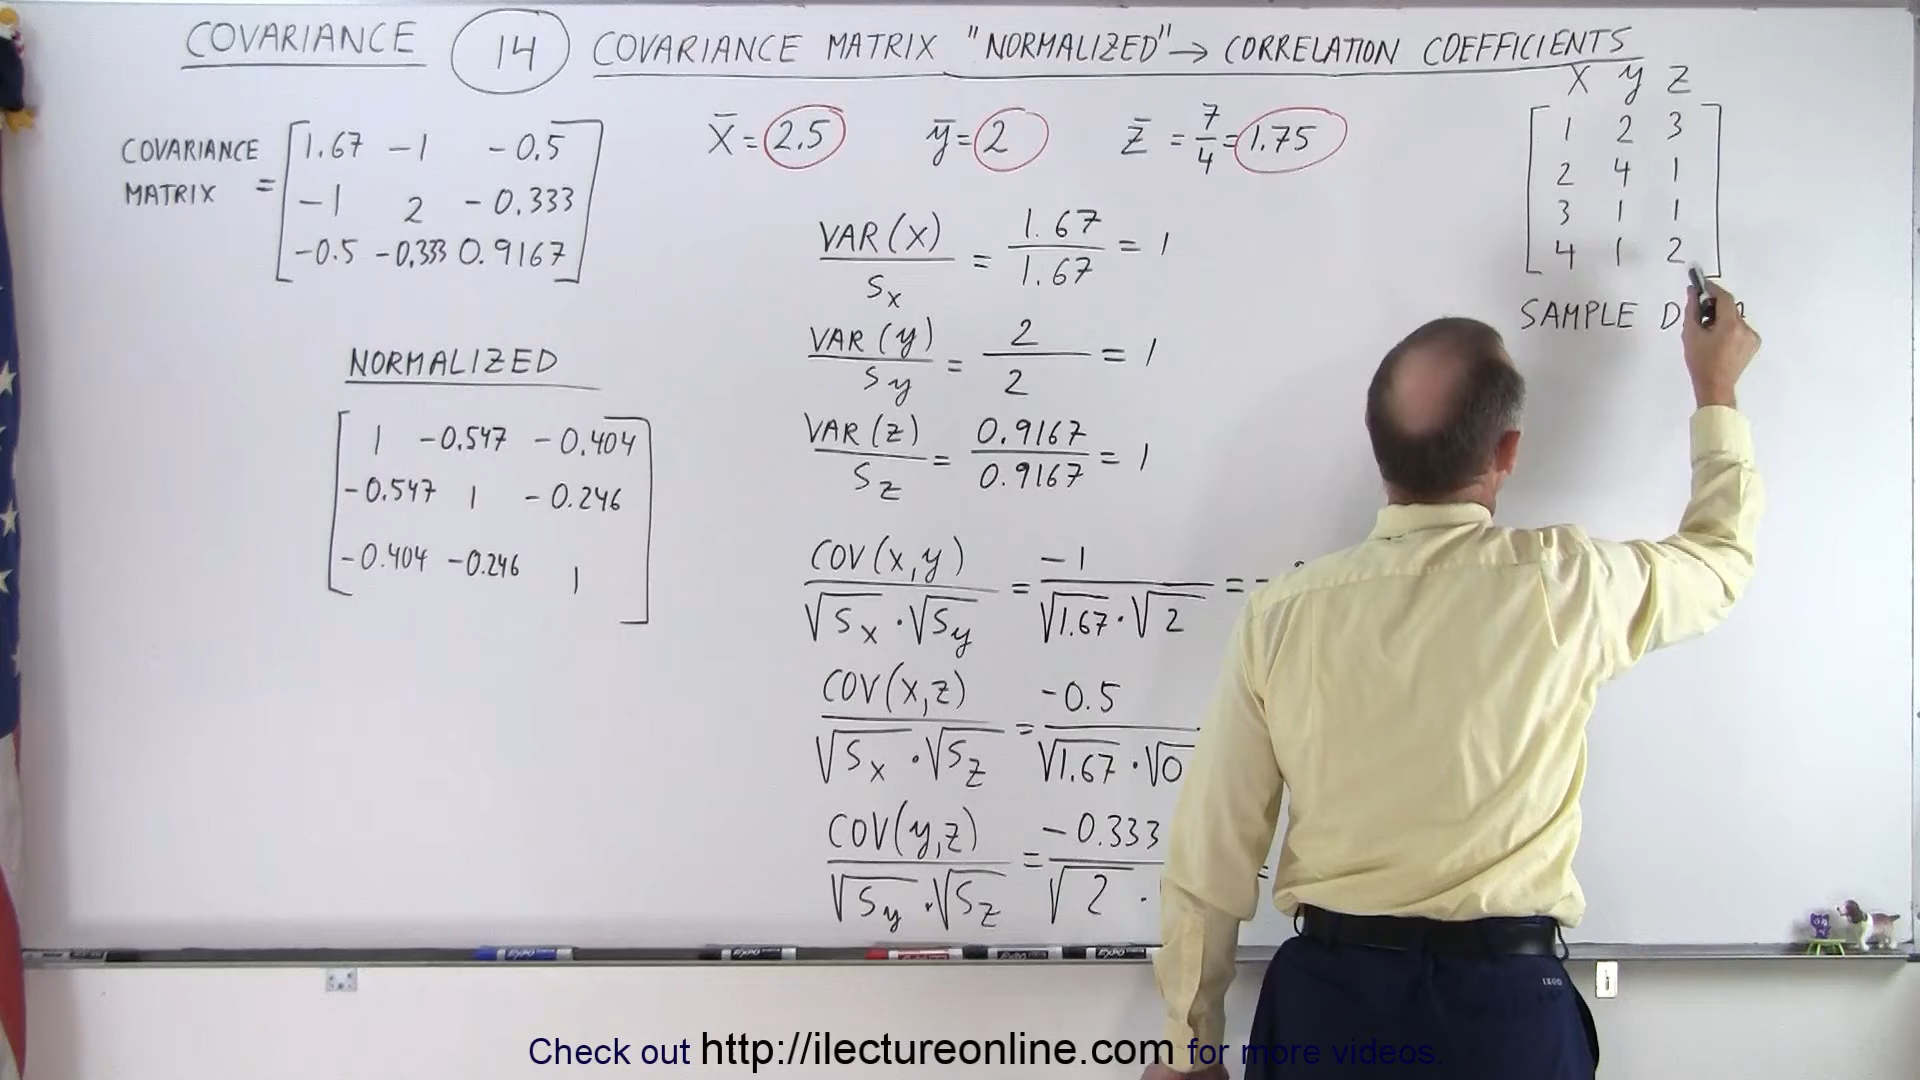 COVARIANCE 14 COVARIANCE MATRIX "NORMALIZED" → CORRELATION COEFFICIENTS
COVARIANCE
MATRIX =
1.67 -1 -0.5
-1 2 -0.333
-0.5 -0.333 0.9167
X̄ = 2.5 ȳ = 2 z̄ = 7/4 = 1.75
X y Z
1 2 3
2 4 1
3 1 1
4 1 2
SAMPLE
VAR(X)/Sx = 1.67/1.67 = 1
VAR(y)/Sy = 2/2 = 1
VAR(z)/Sz = 0.9167/0.9167 = 1
NORMALIZED
1 -0.547 -0.404
-0.547 1 -0.246
-0.404 -0.246 1
COV(x,y)/√Sx · √Sy = -1/√1.67 · √2 = -
COV(x,z)/√Sx · √Sz = -0.5/√1.67 · √0
COV(y,z)/√Sy · √Sz = -0.333/√2 · =
IZOD
Check out http://ilectureonline.com for more videos.